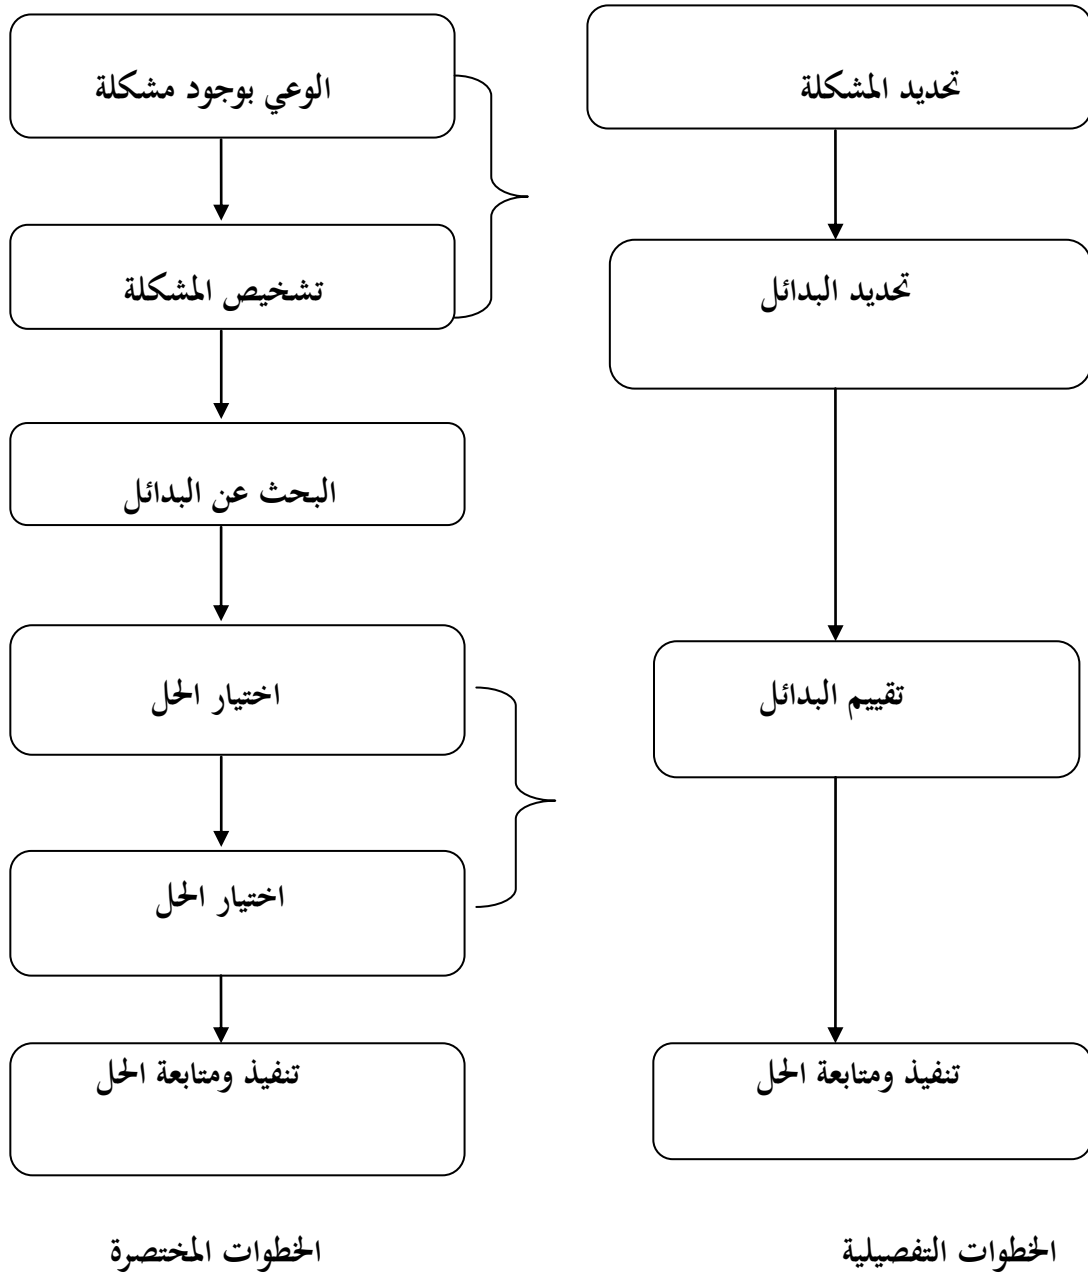 تحديد المشكلة
الوعي بوجود مشكلة
تحديد البدائل
تشخيص المشكلة
البحث عن البدائل
تقييم البدائل
اختيار الحل
اختيار الحل
تنفيذ ومتابعة الحل
تنفيذ ومتابعة الحل
الخطوات التفصيلية
الخطوات المختصرة